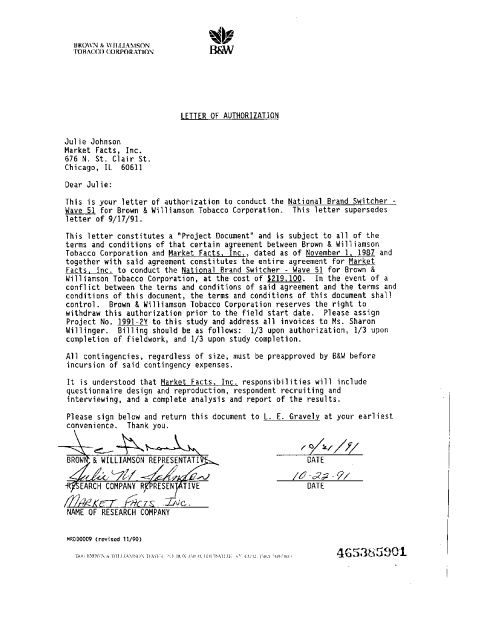 BROWN & WILLIAMSON
TOBACCO CORPORATION
B&W
LETTER OF AUTHORIZATION
Julie Johnson
Market Facts, Inc.
676 N. St. Clair St.
Chicago, IL 60611
Dear Julie:
This is your letter of authorization to conduct the National Brand Switcher -
Wave 51 for Brown & Williamson Tobacco Corporation. This letter supersedes
letter of 9/17/91.
This letter constitutes a "Project Document" and is subject to all of the
terms and conditions of that certain agreement between Brown & Williamson
Tobacco Corporation and Market Facts, Inc., dated as of November 1, 1987 and
together with said agreement constitutes the entire agreement for Market
Facts, Inc. to conduct the National Brand Switcher - Wave 51 for Brown &
Williamson Tobacco Corporation, at the cost of $219,100. In the event of a
conflict between the terms and conditions of said agreement and the terms and
conditions of this document, the terms and conditions of this document shall
control. Brown & Williamson Tobacco Corporation reserves the right to
withdraw this authorization prior to the field start date. Please assign
Project No. 1991-2Y to this study and address all invoices to Ms. Sharon
Willinger. Billing should be as follows: 1/3 upon authorization, 1/3 upon
completion of fieldwork, and 1/3 upon study completion.
All contingencies, regardless of size, must be preapproved by B&W before
incursion of said contingency expenses.
It is understood that Market Facts, Inc. responsibilities will include
questionnaire design and reproduction, respondent recruiting and
interviewing, and a complete analysis and report of the results.
Please sign below and return this document to L. E. Gravely at your earliest
convenience. Thank you.
10/21/91
BROWN & WILLIAMSON REPRESENTATIVE DATE
Julie M. Johnson 10-22-91
RESEARCH COMPANY REPRESENTATIVE DATE
MARKET FACTS INC.
NAME OF RESEARCH COMPANY
MRD30009 (revised 11/90)
465385901